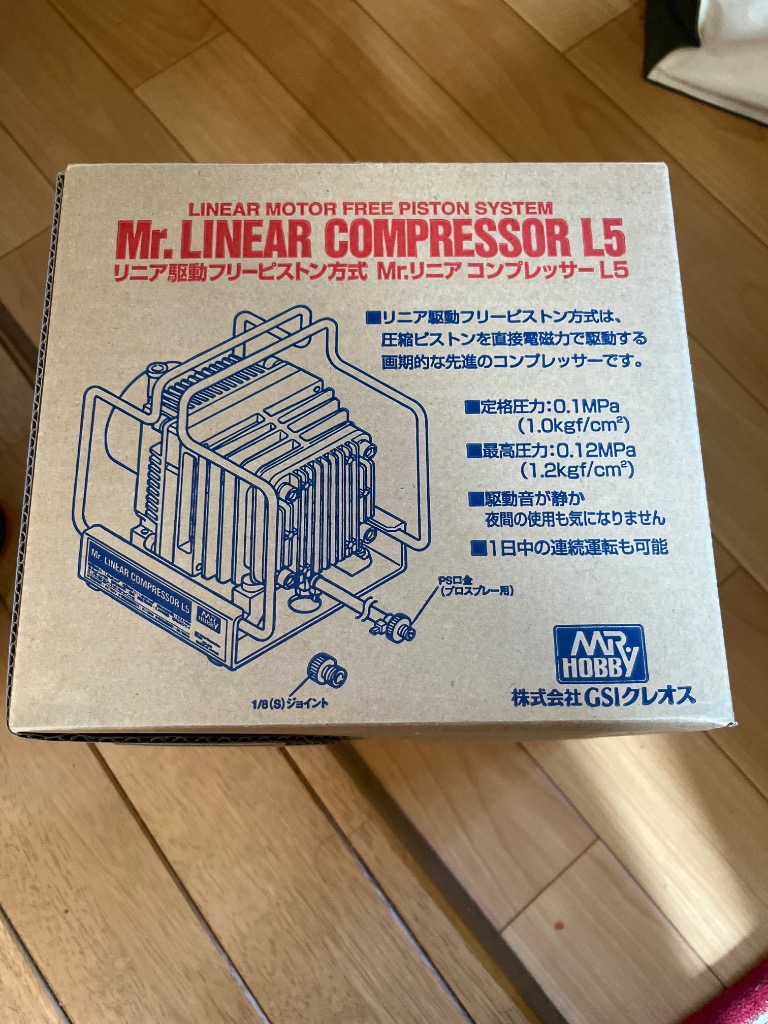 LINEAR MOTOR FREE PISTON SYSTEM
Mr. LINEAR COMPRESSOR L5
リニア駆動フリーピストン方式 Mr.リニア コンプレッサー L5
■リニア駆動フリーピストン方式は、
圧縮ピストンを直接電磁力で駆動する
画期的な先進のコンプレッサーです。
■定格圧力:0.1MPa
(1.0kgf/cm²)
■最高圧力:0.12MPa
(1.2kgf/cm²)
■駆動音が静か
夜間の使用も気になりません
■1日中の連続運転も可能
PS口金
(プロスプレー用)
Mr. LINEAR COMPRESSOR L5
MR. HOBBY
1/8(S)ジョイント
MR. HOBBY
株式会社GSIクレオス